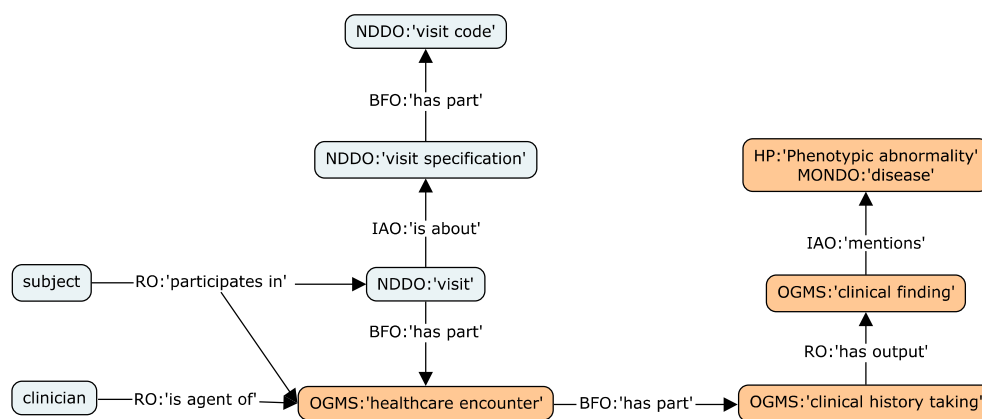 NDDO:'visit code'
BFO:'has part'
NDDO:'visit specification'
HP:'Phenotypic abnormality'
MONDO:'disease'
IAO:'is about'
IAO:'mentions'
subject
RO:'participates in'
NDDO:'visit'
OGMS:'clinical finding'
BFO:'has part'
RO:'has output'
clinician
RO:'is agent of'
OGMS:'healthcare encounter'
BFO:'has part'
OGMS:'clinical history taking'